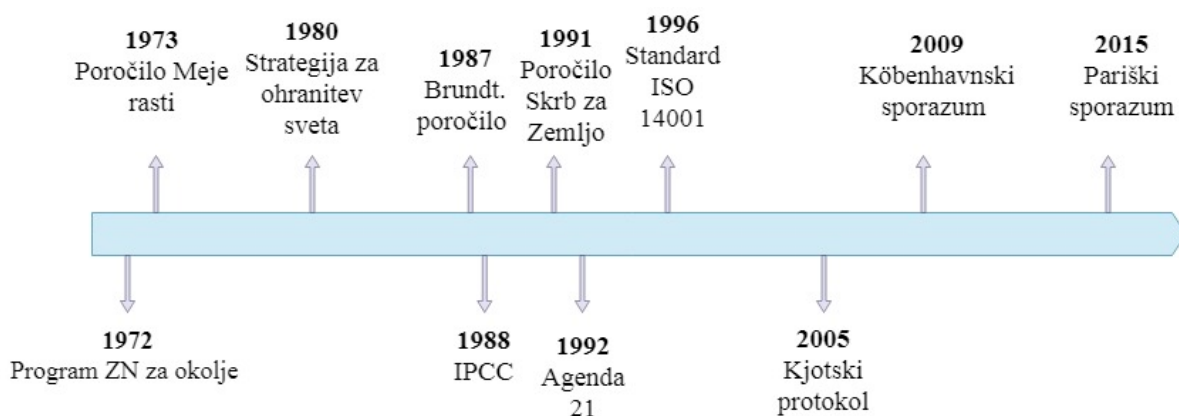 1973
Poročilo Meje
rasti
1980
Strategija za
ohranitev
sveta
1987
Brundt.
poročilo
1991
Poročilo
Skrb za
Zemljo
1996
Standard
ISO
14001
2009
Köbenhavnski
sporazum
2015
Pariški
sporazum
1972
Program ZN za okolje
1988
IPCC
1992
Agenda
21
2005
Kjotski
protokol